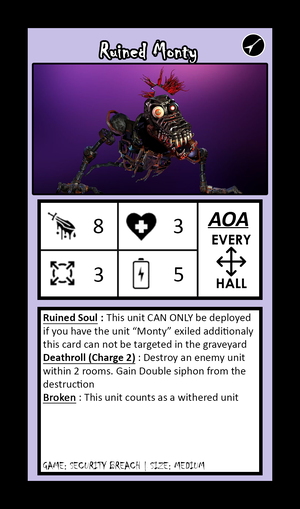 Ruined Monty
8
3
AOA
EVERY
HALL
3
5
Ruined Soul : This unit CAN ONLY be deployed
if you have the unit “Monty” exiled additionaly
this card can not be targeted in the graveyard
Deathroll (Charge 2) : Destroy an enemy unit
within 2 rooms. Gain Double siphon from the
destruction
Broken : This unit counts as a withered unit
GAME: SECURITY BREACH | SIZE: MEDIUM